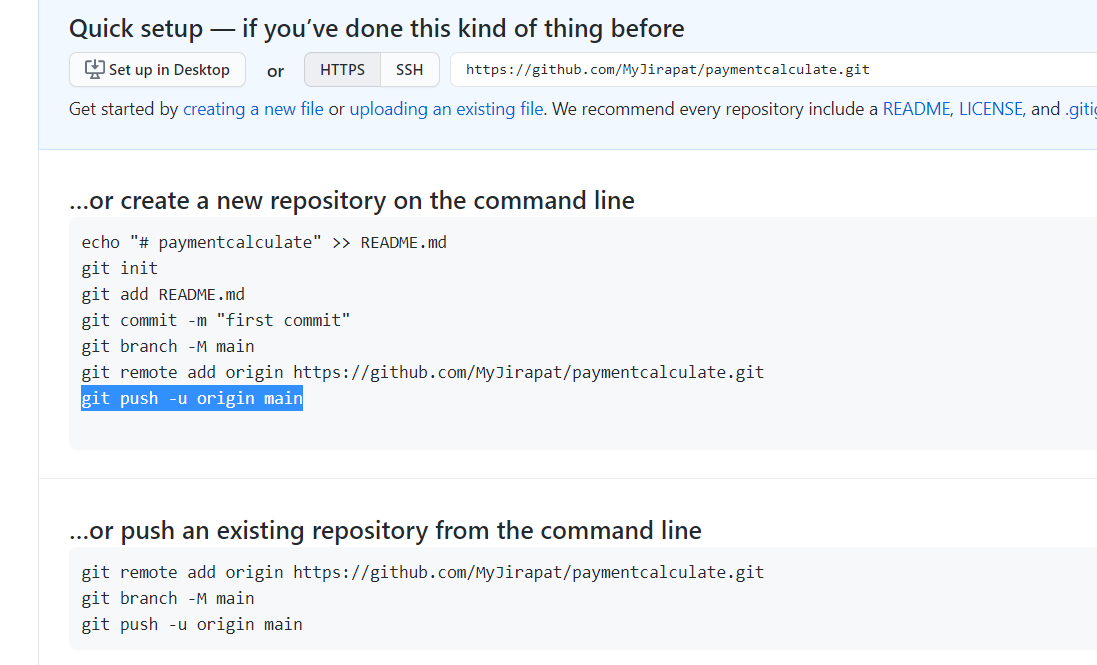 Quick setup — if you’ve done this kind of thing before
Set up in Desktop or HTTPS SSH https://github.com/MyJirapat/paymentcalculate.git
Get started by creating a new file or uploading an existing file. We recommend every repository include a README, LICENSE, and
…or create a new repository on the command line
echo "# paymentcalculate" >> README.md
git init
git add README.md
git commit -m "first commit"
git branch -M main
git remote add origin https://github.com/MyJirapat/paymentcalculate.git
git push -u origin main
…or push an existing repository from the command line
git remote add origin https://github.com/MyJirapat/paymentcalculate.git
git branch -M main
git push -u origin main